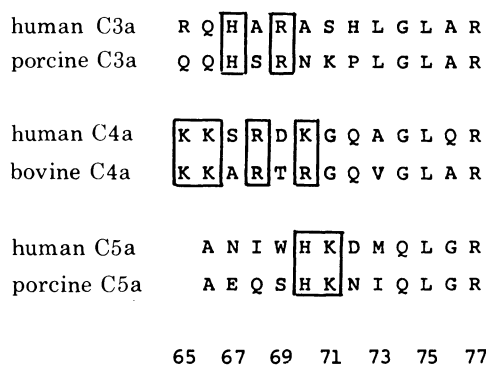 human C3a R Q H A R A S H L G L A R
porcine C3a Q Q H S R N K P L G L A R
human C4a K K S R D K G Q A G L Q R
bovine C4a K K A R T R G Q V G L A R
human C5a A N I W H K D M Q L G R
porcine C5a A E Q S H K N I Q L G R
65 67 69 71 73 75 77